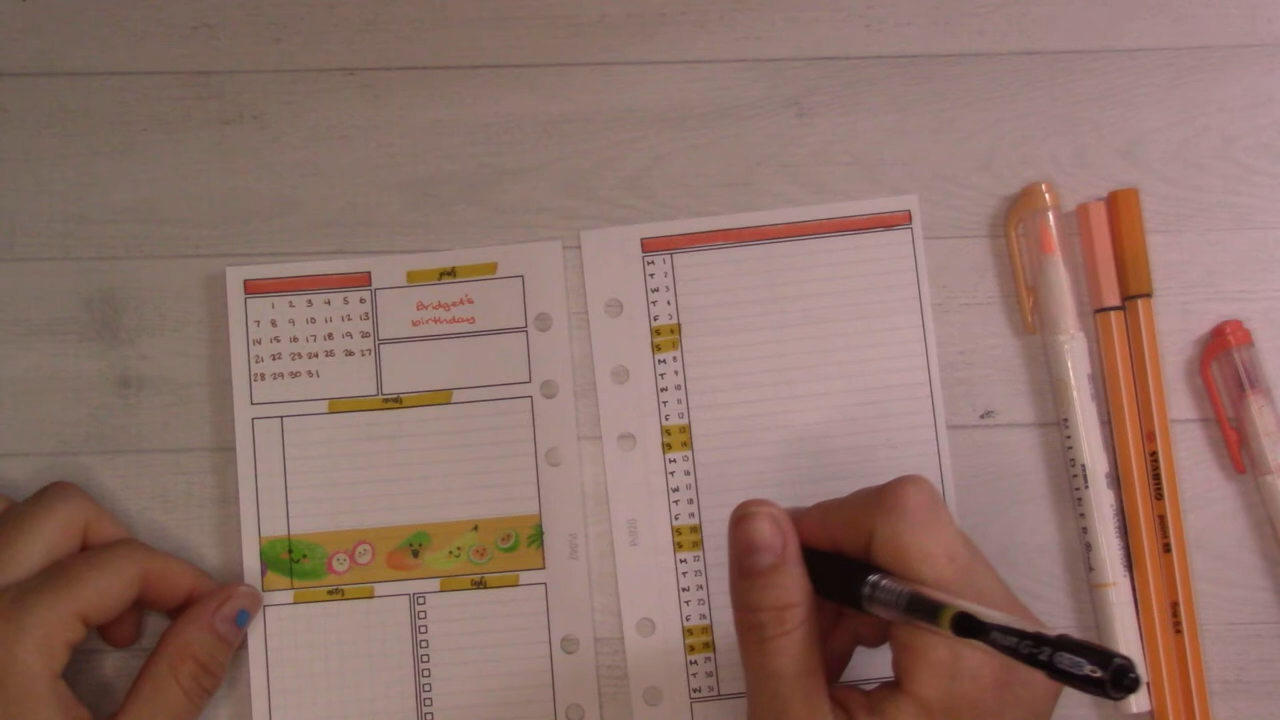 1 2 3 4 5 6
7 8 9 10 11 12 13
14 15 16 17 18 19 20
21 22 23 24 25 26 27
28 29 30 31
Bridget's
birthday
M 1
T 2
W 3
T 4
F 5
S 6
S 7
M 8
T 9
W 10
T 11
F 12
S 13
S 14
M 15
T 16
W 17
T 18
F 19
S 20
S 21
M 22
T 23
W 24
T 25
F 26
S 27
S 28
M 29
T 30
W 31
G-2
MILDLINER
STABILO
point 88